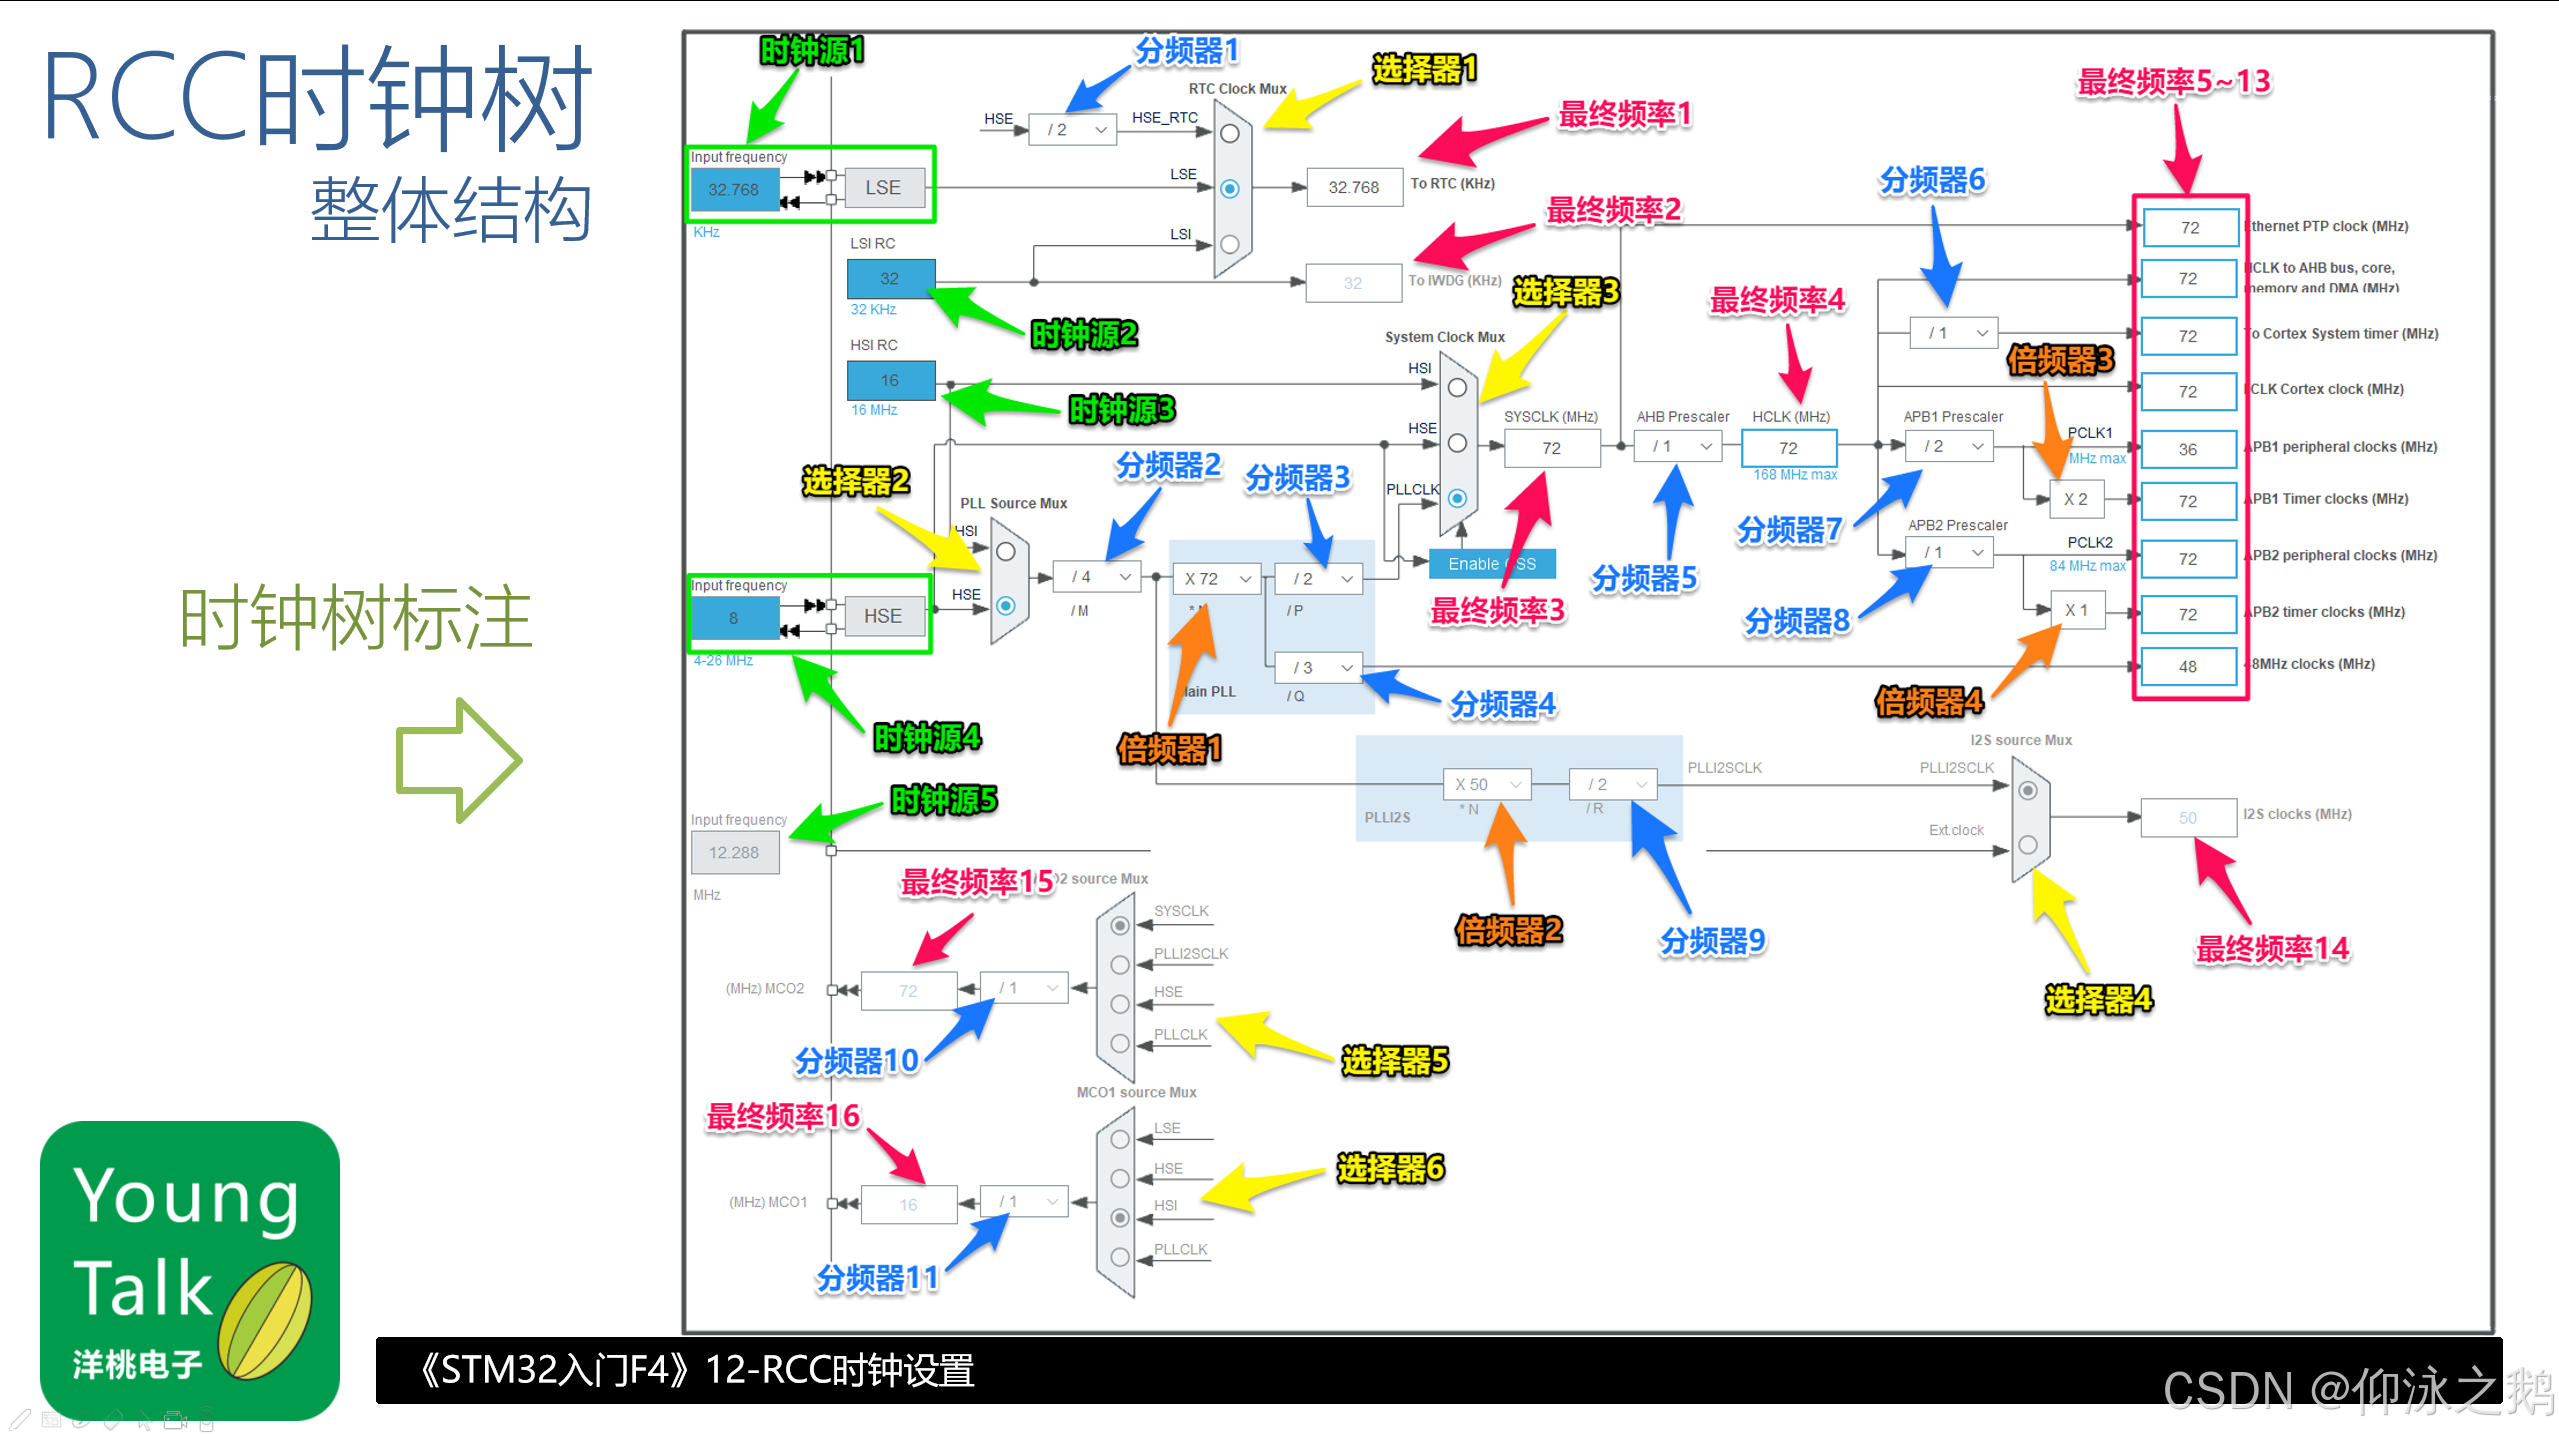 RCC时钟树
整体结构
时钟树标注
时钟源1
分频器1
选择器1
最终频率1
最终频率5~13
RTC Clock Mux
HSE
/ 2
HSE_RTC
Input frequency
32.768
LSE
LSE
32.768
To RTC (KHz)
KHz
最终频率2
分频器6
LSI RC
LSI
32
32 KHz
32
To IWDG (KHz)
时钟源2
选择器3
最终频率4
72
Ethernet PTP clock (MHz)
72
HCLK to AHB bus, core,
memory and DMA (MHz)
/ 1
72
To Cortex System timer (MHz)
倍频器3
72
FCLK Cortex clock (MHz)
HSI RC
16
16 MHz
时钟源3
System Clock Mux
HSI
HSE
PLLCLK
SYSCLK (MHz)
72
AHB Prescaler
/ 1
HCLK (MHz)
72
168 MHz max
APB1 Prescaler
/ 2
PCLK1
MHz max
36
APB1 peripheral clocks (MHz)
X 2
72
APB1 Timer clocks (MHz)
选择器2
分频器2
分频器3
分频器7
APB2 Prescaler
/ 1
PCLK2
84 MHz max
72
APB2 peripheral clocks (MHz)
PLL Source Mux
HSI
HSE
Enable CSS
最终频率3
分频器5
分频器8
X 1
72
APB2 timer clocks (MHz)
Input frequency
8
HSE
4-26 MHz
/ 4
/ M
X 72
/ 2
/ P
/ 3
/ Q
Main PLL
48
48MHz clocks (MHz)
分频器4
倍频器4
时钟源4
倍频器1
I2S source Mux
X 50
* N
/ 2
/ R
PLLI2S
PLLI2SCLK
PLLI2SCLK
Ext.clock
50
I2S clocks (MHz)
时钟源5
Input frequency
12.288
MHz
倍频器2
分频器9
选择器4
最终频率14
最终频率15
source Mux
SYSCLK
PLLI2SCLK
HSE
PLLCLK
(MHz) MCO2
72
/ 1
分频器10
选择器5
MCO1 source Mux
最终频率16
LSE
HSE
HSI
PLLCLK
(MHz) MCO1
16
/ 1
分频器11
选择器6
Young
Talk
洋桃电子
《STM32入门F4》12-RCC时钟设置
CSDN @仰泳之鹅